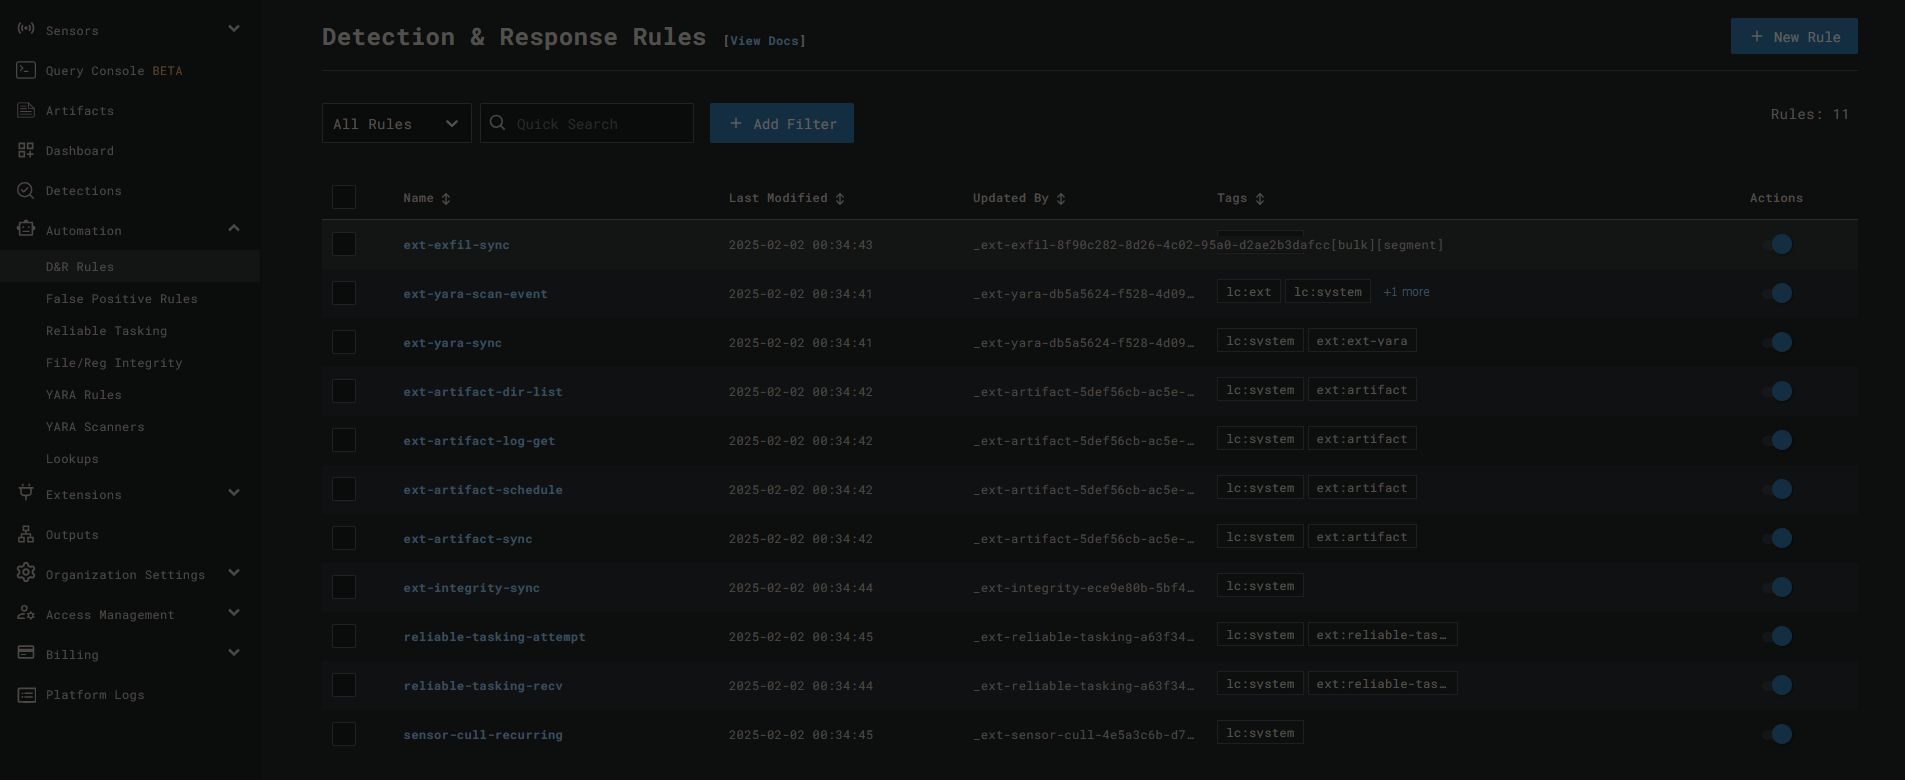 Sensors
Query Console BETA
Artifacts
Dashboard
Detections
Automation
D&R Rules
False Positive Rules
Reliable Tasking
File/Reg Integrity
YARA Rules
YARA Scanners
Lookups
Extensions
Outputs
Organization Settings
Access Management
Billing
Platform Logs
Detection & Response Rules [View Docs]
+ New Rule
All Rules Quick Search + Add Filter
Rules: 11
Name Last Modified Updated By Tags Actions
ext-exfil-sync 2025-02-02 00:34:43 _ext-exfil-8f90c282-8d26-4c02-95a0-d2ae2b3dafcc[bulk][segment]
ext-yara-scan-event 2025-02-02 00:34:41 _ext-yara-db5a5624-f528-4d09… lc:ext lc:system +1 more
ext-yara-sync 2025-02-02 00:34:41 _ext-yara-db5a5624-f528-4d09… lc:system ext:ext-yara
ext-artifact-dir-list 2025-02-02 00:34:42 _ext-artifact-5def56cb-ac5e-… lc:system ext:artifact
ext-artifact-log-get 2025-02-02 00:34:42 _ext-artifact-5def56cb-ac5e-… lc:system ext:artifact
ext-artifact-schedule 2025-02-02 00:34:42 _ext-artifact-5def56cb-ac5e-… lc:system ext:artifact
ext-artifact-sync 2025-02-02 00:34:42 _ext-artifact-5def56cb-ac5e-… lc:system ext:artifact
ext-integrity-sync 2025-02-02 00:34:44 _ext-integrity-ece9e80b-5bf4… lc:system
reliable-tasking-attempt 2025-02-02 00:34:45 _ext-reliable-tasking-a63f34… lc:system ext:reliable-tas…
reliable-tasking-recv 2025-02-02 00:34:44 _ext-reliable-tasking-a63f34… lc:system ext:reliable-tas…
sensor-cull-recurring 2025-02-02 00:34:45 _ext-sensor-cull-4e5a3c6b-d7… lc:system